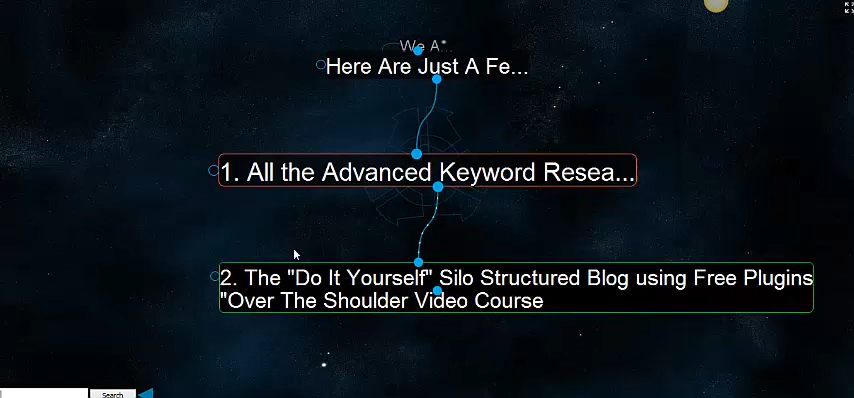 We A...
Here Are Just A Fe...
1. All the Advanced Keyword Resea...
2. The "Do It Yourself" Silo Structured Blog using Free Plugins
"Over The Shoulder Video Course
Search